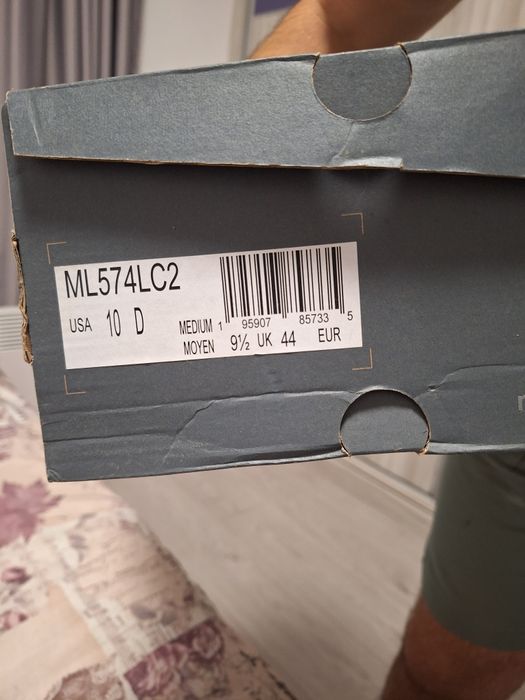 ML574LC2
USA 10 D MEDIUM
MOYEN 9½ UK 44 EUR
1 95907 85733 5